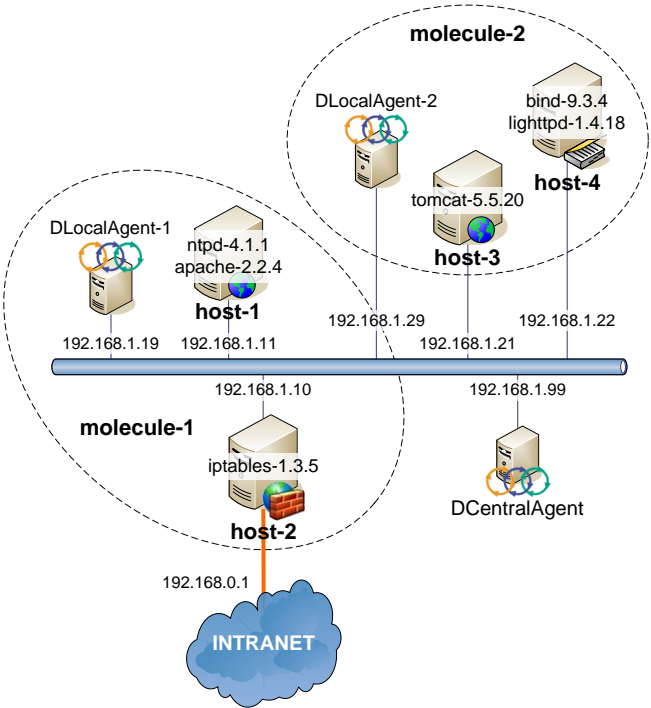 molecule-2
DLocalAgent-2
bind-9.3.4
lighttpd-1.4.18
host-4
tomcat-5.5.20
host-3
DLocalAgent-1
ntpd-4.1.1
apache-2.2.4
host-1
192.168.1.29
192.168.1.22
192.168.1.19
192.168.1.11
192.168.1.21
192.168.1.10
192.168.1.99
molecule-1
iptables-1.3.5
host-2
DCentralAgent
192.168.0.1
INTRANET